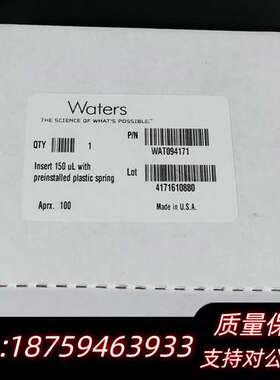 Waters
THE SCIENCE OF WHAT'S POSSIBLE.™
P/N
QTY 1
WAT094171
Insert 150 uL with
preinstalled plastic spring
Lot
4171610880
Aprx. 100
Made in U.S.A.
质量保
:18759463933
支持对公